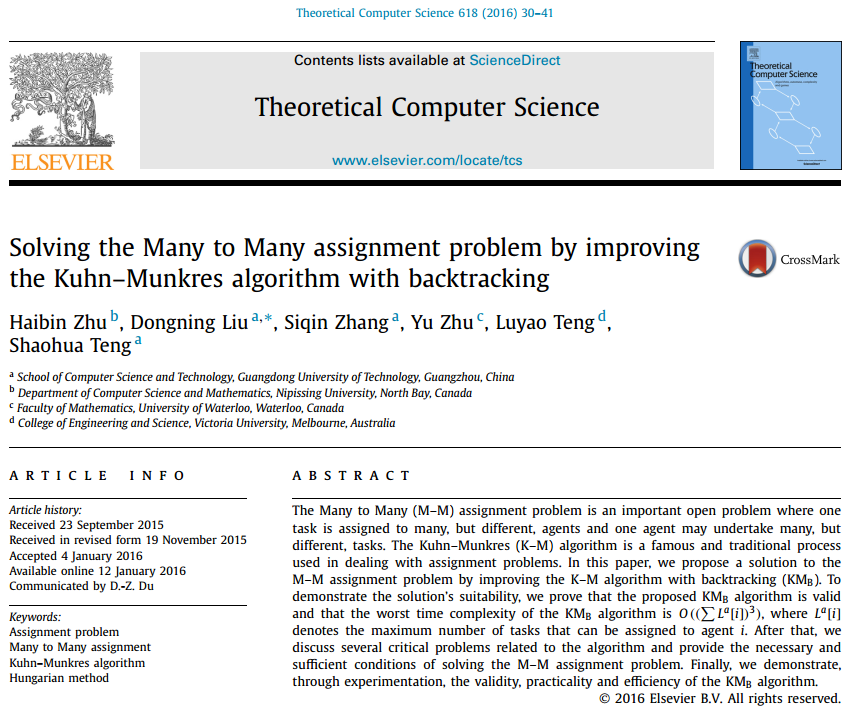 Theoretical Computer Science 618 (2016) 30–41
Contents lists available at ScienceDirect
Theoretical Computer Science
www.elsevier.com/locate/tcs
ELSEVIER
Theoretical
Computer Science
Solving the Many to Many assignment problem by improving
the Kuhn–Munkres algorithm with backtracking
CrossMark
Haibin Zhu b, Dongning Liu a,*, Siqin Zhang a, Yu Zhu c, Luyao Teng d,
Shaohua Teng a
a School of Computer Science and Technology, Guangdong University of Technology, Guangzhou, China
b Department of Computer Science and Mathematics, Nipissing University, North Bay, Canada
c Faculty of Mathematics, University of Waterloo, Waterloo, Canada
d College of Engineering and Science, Victoria University, Melbourne, Australia
ARTICLE INFO
Article history:
Received 23 September 2015
Received in revised form 19 November 2015
Accepted 4 January 2016
Available online 12 January 2016
Communicated by D.-Z. Du
Keywords:
Assignment problem
Many to Many assignment
Kuhn–Munkres algorithm
Hungarian method
ABSTRACT
The Many to Many (M–M) assignment problem is an important open problem where one
task is assigned to many, but different, agents and one agent may undertake many, but
different, tasks. The Kuhn–Munkres (K–M) algorithm is a famous and traditional process
used in dealing with assignment problems. In this paper, we propose a solution to the
M–M assignment problem by improving the K–M algorithm with backtracking (KMB). To
demonstrate the solution's suitability, we prove that the proposed KMB algorithm is valid
and that the worst time complexity of the KMB algorithm is O((∑ Lᵃ[i])³), where Lᵃ[i]
denotes the maximum number of tasks that can be assigned to agent i. After that, we
discuss several critical problems related to the algorithm and provide the necessary and
sufficient conditions of solving the M–M assignment problem. Finally, we demonstrate,
through experimentation, the validity, practicality and efficiency of the KMB algorithm.
© 2016 Elsevier B.V. All rights reserved.